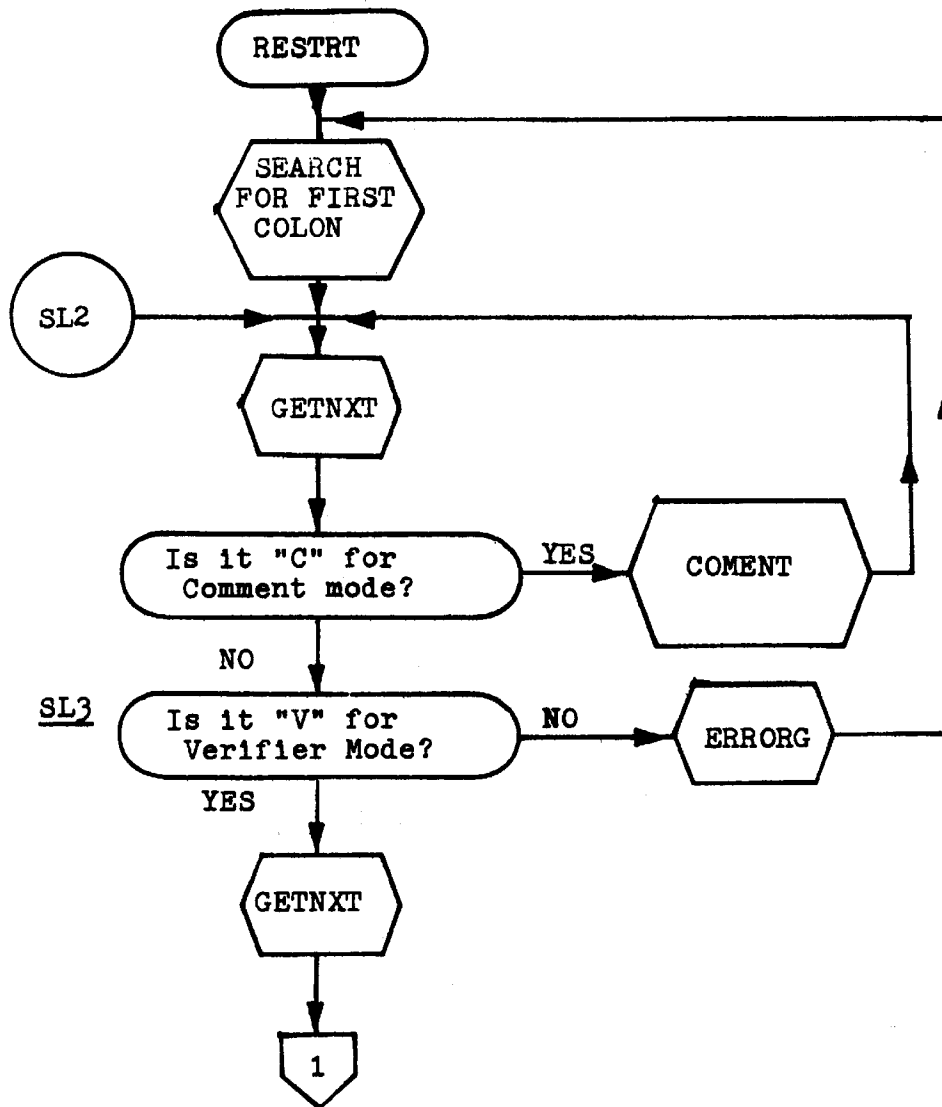 RESTRT
SEARCH
FOR FIRST
COLON
SL2
GETNXT
Is it "C" for
Comment mode?
YES
COMENT
NO
SL3
Is it "V" for
Verifier Mode?
NO
ERRORG
YES
GETNXT
1